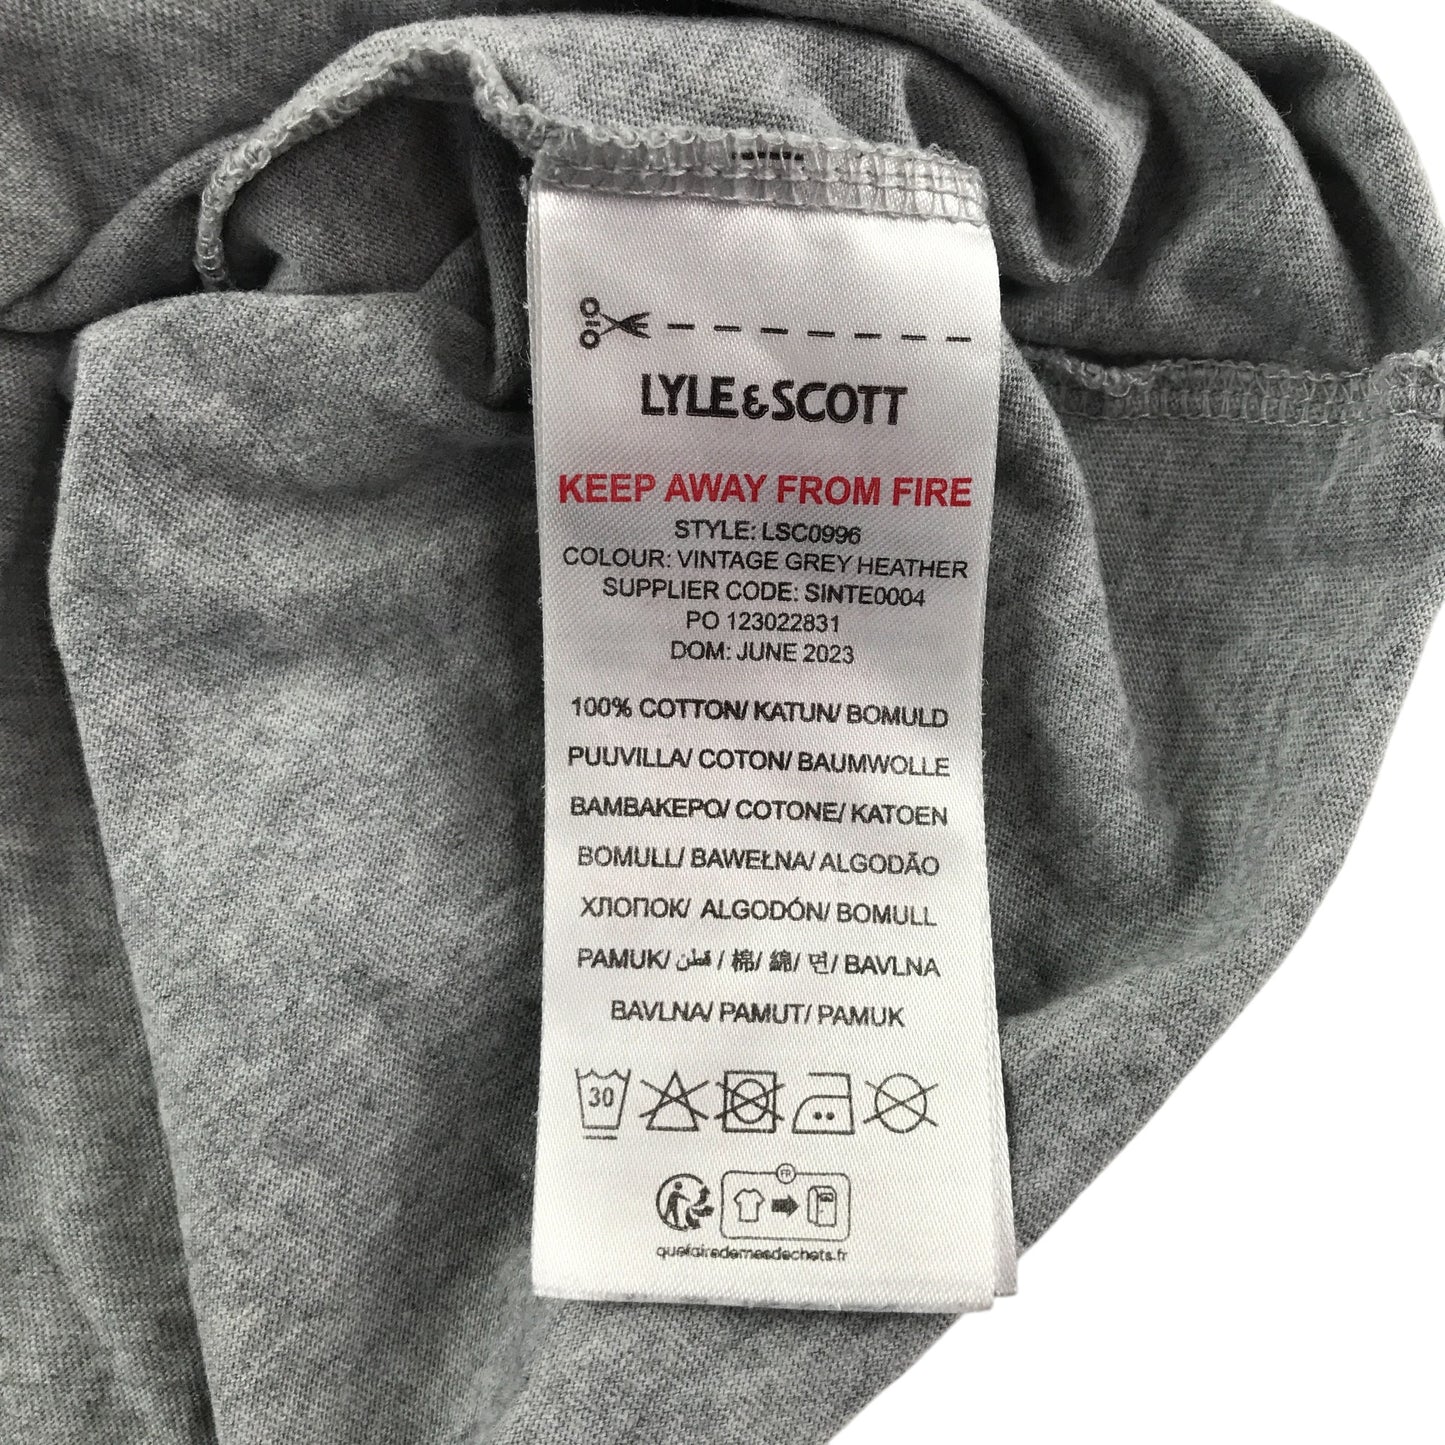 LYLE&SCOTT
KEEP AWAY FROM FIRE
STYLE: LSC0996
COLOUR: VINTAGE GREY HEATHER
SUPPLIER CODE: SINTE0004
PO 123022831
DOM: JUNE 2023
100% COTTON/ KATUN/ BOMULD
PUUVILLA/ COTON/ BAUMWOLLE
ΒΑΜΒΑΚΕΡΟ/ COTONE/ KATOEN
BOMULL/ BAWEŁNA/ ALGODÃO
ХЛОПОК/ ALGODÓN/ BOMULL
PAMUK/ قطن / 棉/ 綿/ 면/ BAVLNA
BAVLNA/ PAMUT/ PAMUK
30
FR
quefairedemesdechets.fr